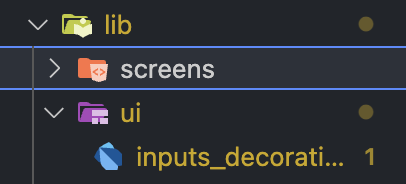 lib
screens
ui
inputs_decorati... 1